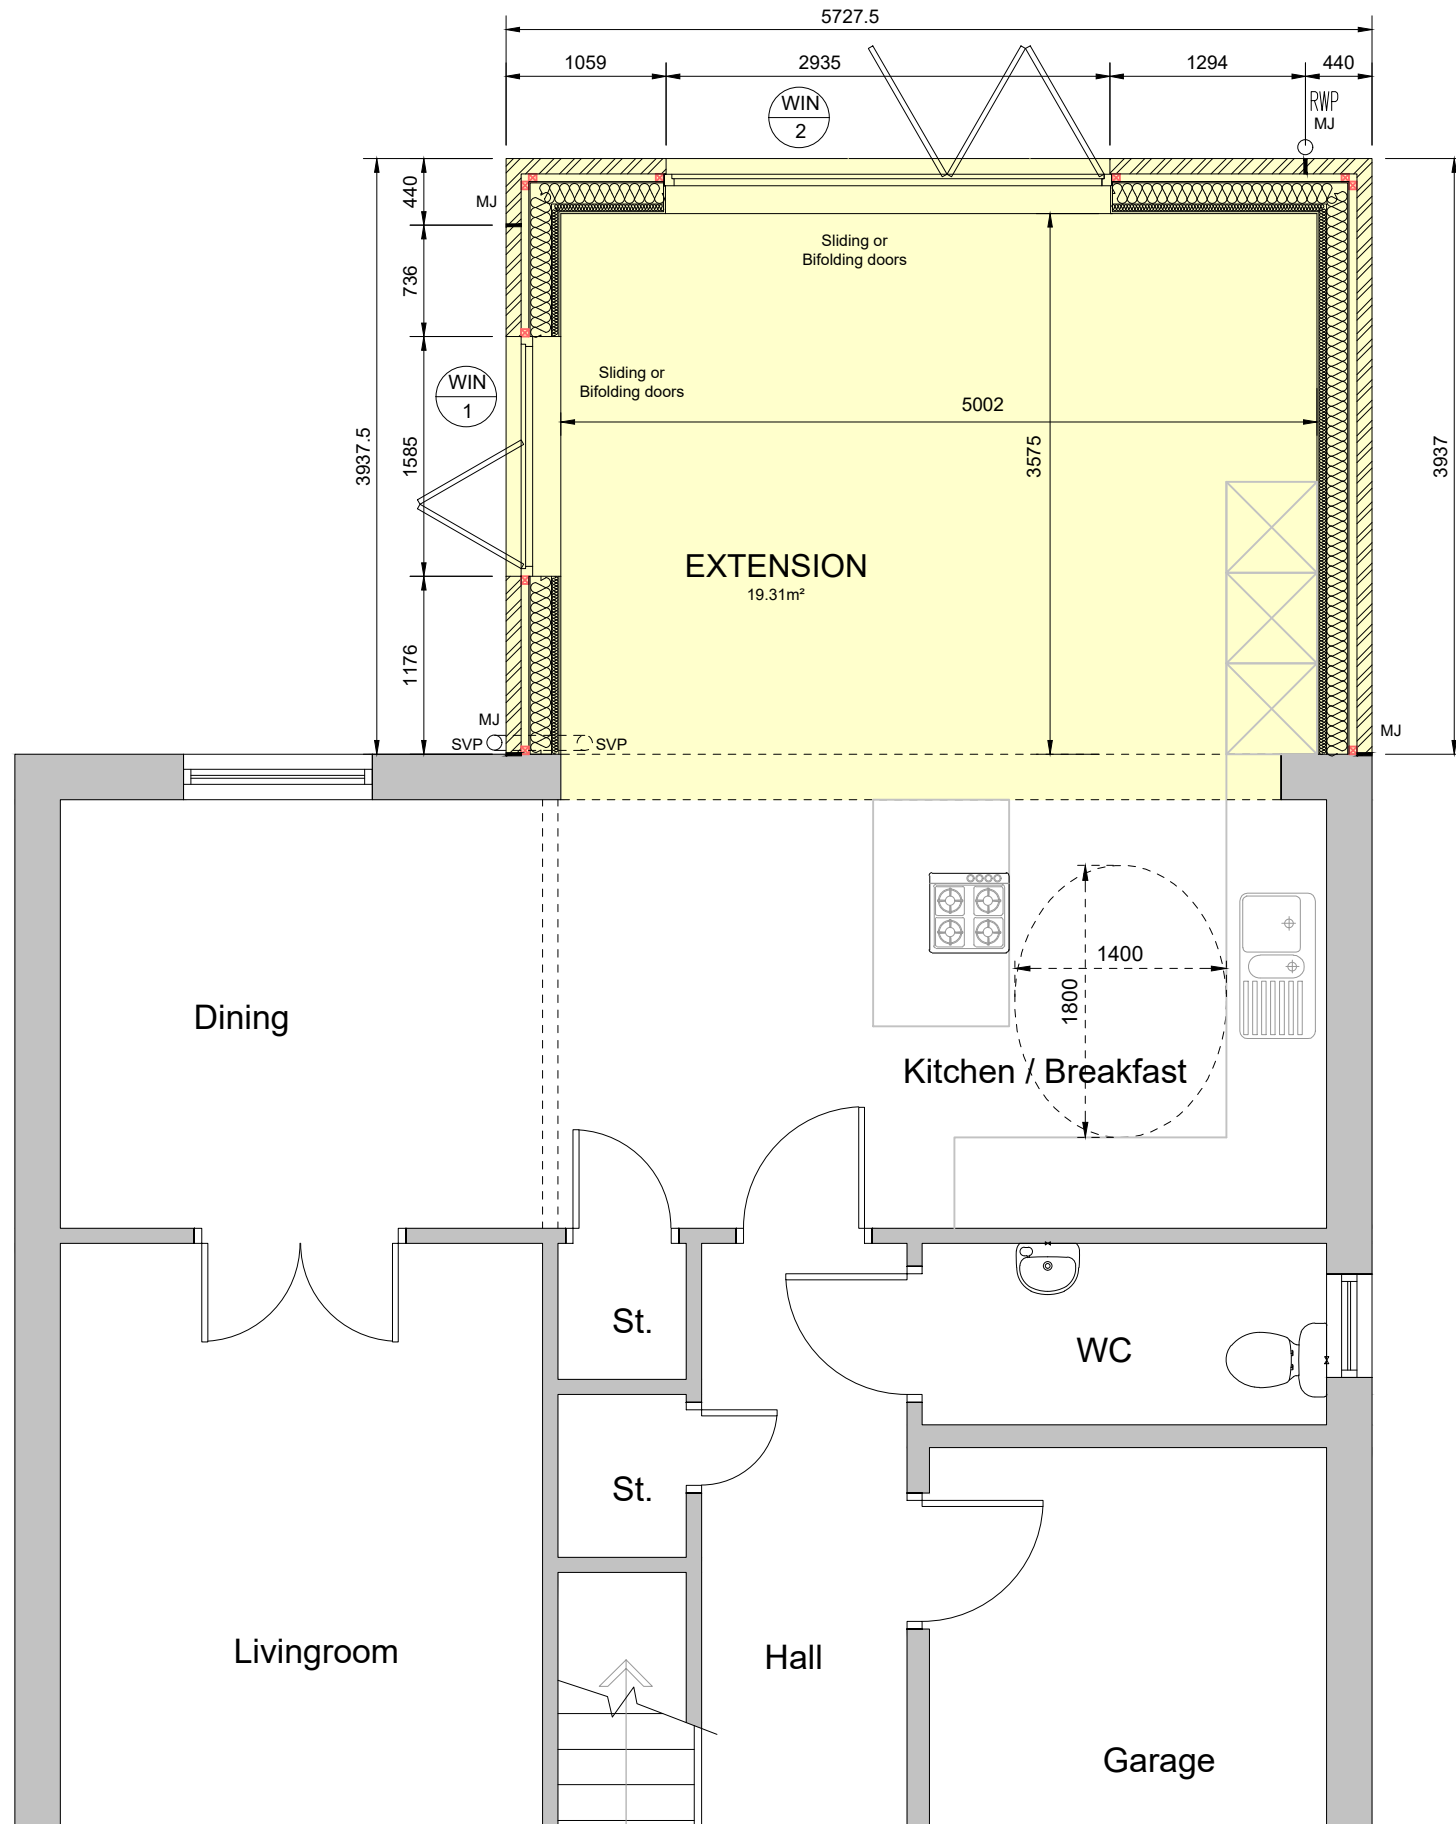 5727.5
1059
2935
1294
440
WIN
2
RWP
MJ
440
MJ
736
Sliding or
Bifolding doors
WIN
1
Sliding or
Bifolding doors
5002
3937.5
1585
3575
3937
EXTENSION
19.31m²
1176
MJ
SVP
SVP
MJ
1400
1800
Dining
Kitchen / Breakfast
St.
WC
St.
Livingroom
Hall
Garage